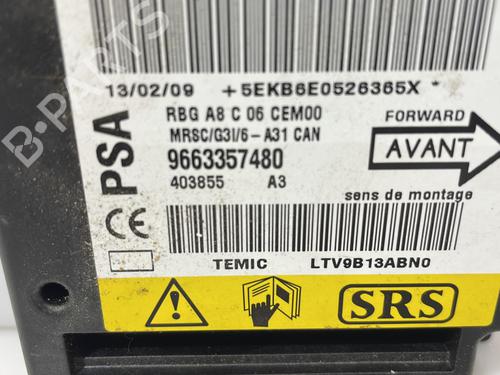 B-PARTS
13/02/09 +5EKB6E0526365X *
PSA
RBG A8 C 06 CEM00
MRSC/G3I/6-A31 CAN
9663357480
403855 A3
FORWARD
AVANT
sens de montage
CE
TEMIC LTV9B13ABN0
SRS